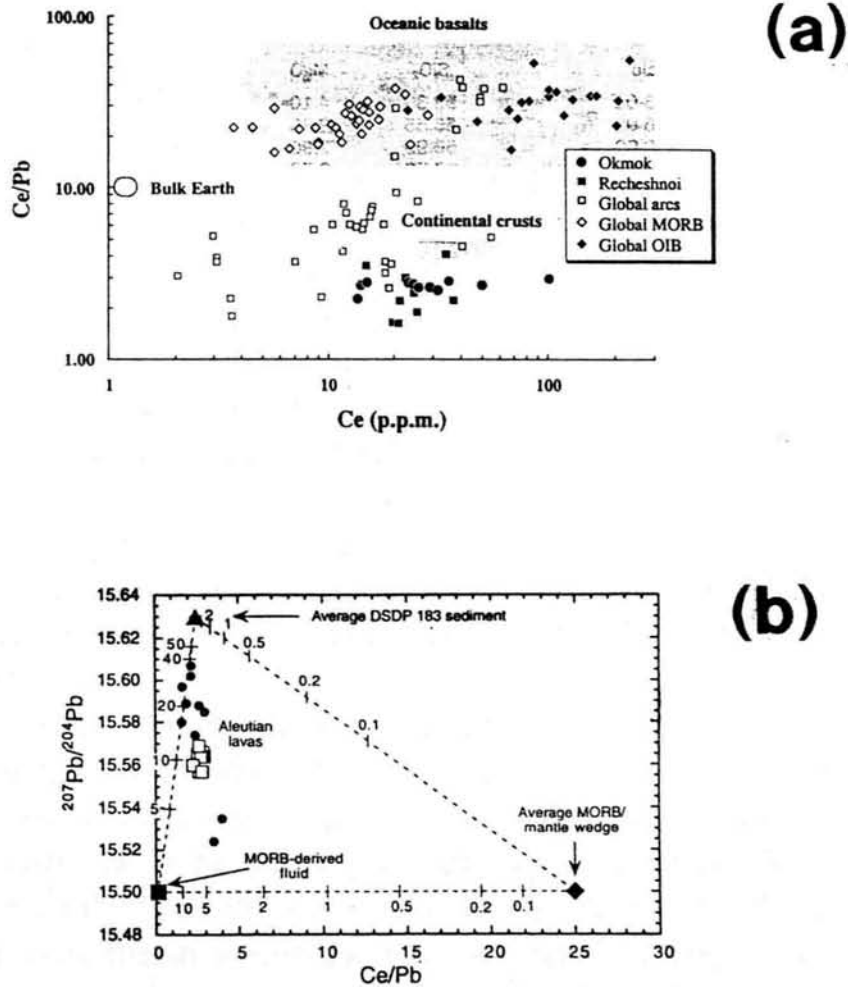 (a)
Oceanic basalts
100.00
10.00
1.00
Ce/Pb
Bulk Earth
Continental crusts
Okmok
Recheshnoi
Global arcs
Global MORB
Global OIB
1
10
100
Ce (p.p.m.)
(b)
15.64
15.62
15.60
15.58
15.56
15.54
15.52
15.50
15.48
207Pb/204Pb
2
1
Average DSDP 183 sediment
0.5
50
40
0.2
20
Aleutian
lavas
0.1
10
5
Average MORB/
mantle wedge
MORB-derived
fluid
10 5 2 1 0.5 0.2 0.1
0 5 10 15 20 25 30
Ce/Pb